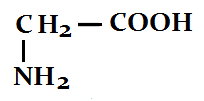 CH₂ – COOH
NH₂